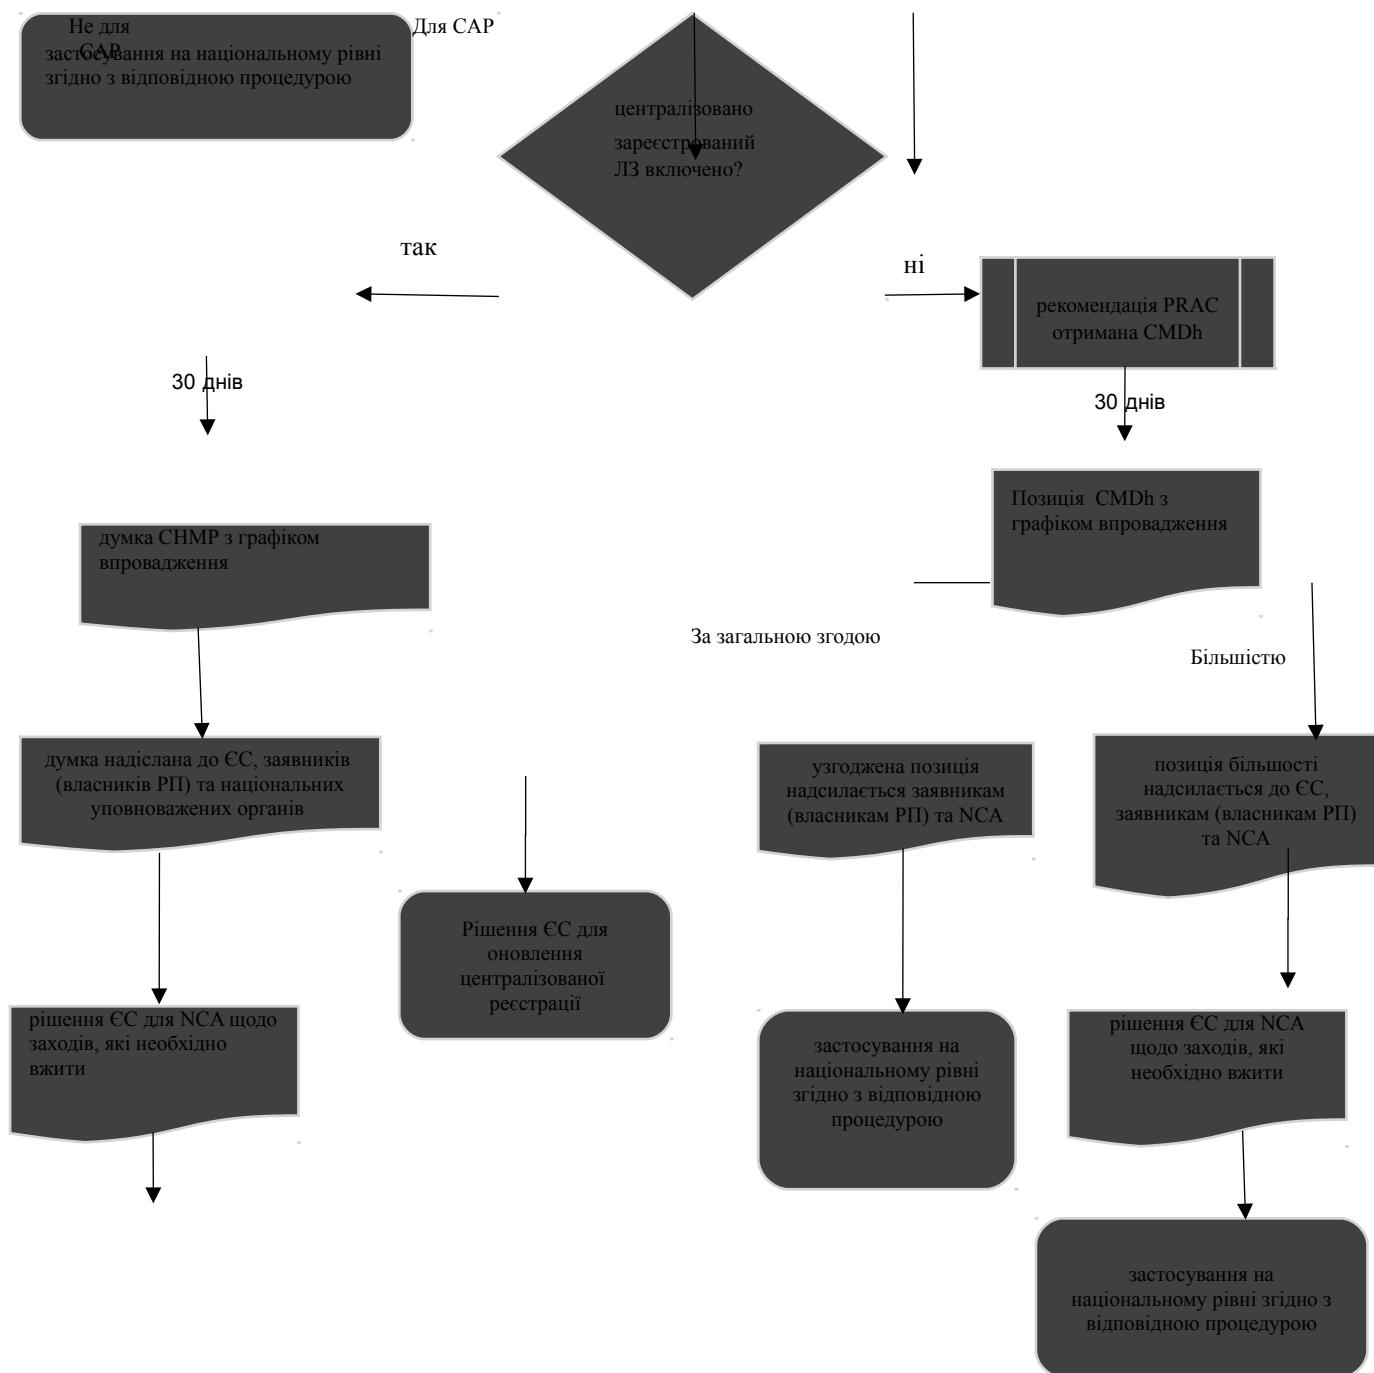 Не для
САР
Для САР
застосування на національному рівні
згідно з відповідною процедурою
централізовано
зареєстрований
ЛЗ включено?
так
ні
рекомендація PRAC
отримана CMDh
30 днів
30 днів
Позиція CMDh з
графіком впровадження
думка CHMP з графіком
впровадження
За загальною згодою
Більшістю
думка надіслана до ЄС, заявників
(власників РП) та національних
уповноважених органів
узгоджена позиція
надсилається заявникам
(власникам РП) та NCA
позиція більшості
надсилається до ЄС,
заявникам (власникам РП)
та NCA
Рішення ЄС для
оновлення
централізованої
реєстрації
рішення ЄС для NCA щодо
заходів, які необхідно
вжити
застосування на
національному рівні
згідно з відповідною
процедурою
рішення ЄС для NCA
щодо заходів, які
необхідно вжити
застосування на
національному рівні згідно з
відповідною процедурою